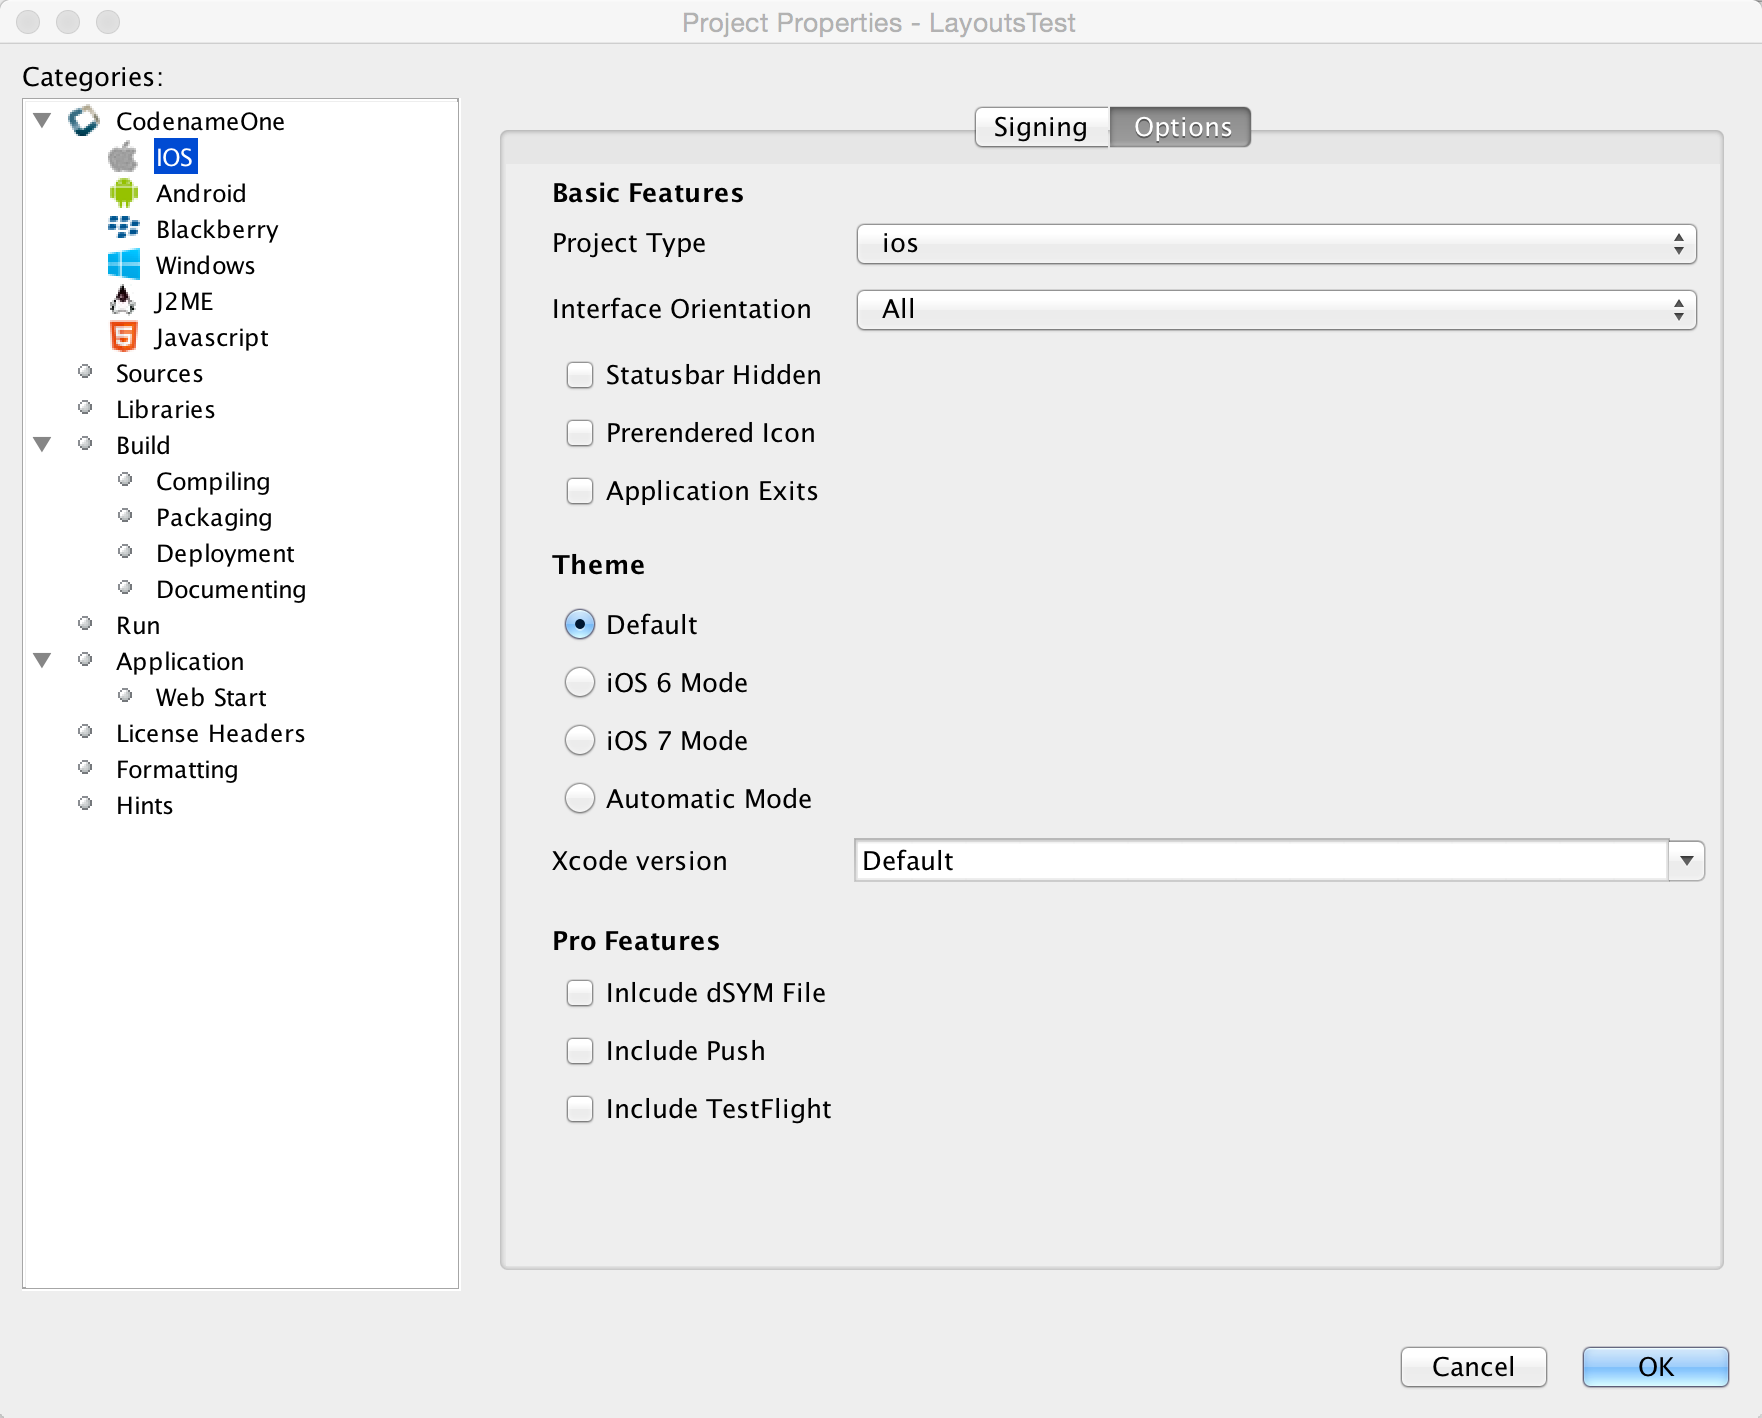 Project Properties - LayoutsTest
Categories:
CodenameOne
IOS
Android
Blackberry
Windows
J2ME
Javascript
Sources
Libraries
Build
Compiling
Packaging
Deployment
Documenting
Run
Application
Web Start
License Headers
Formatting
Hints
Signing Options
Basic Features
Project Type ios
Interface Orientation All
Statusbar Hidden
Prerendered Icon
Application Exits
Theme
Default
iOS 6 Mode
iOS 7 Mode
Automatic Mode
Xcode version Default
Pro Features
Inlcude dSYM File
Include Push
Include TestFlight
Cancel OK